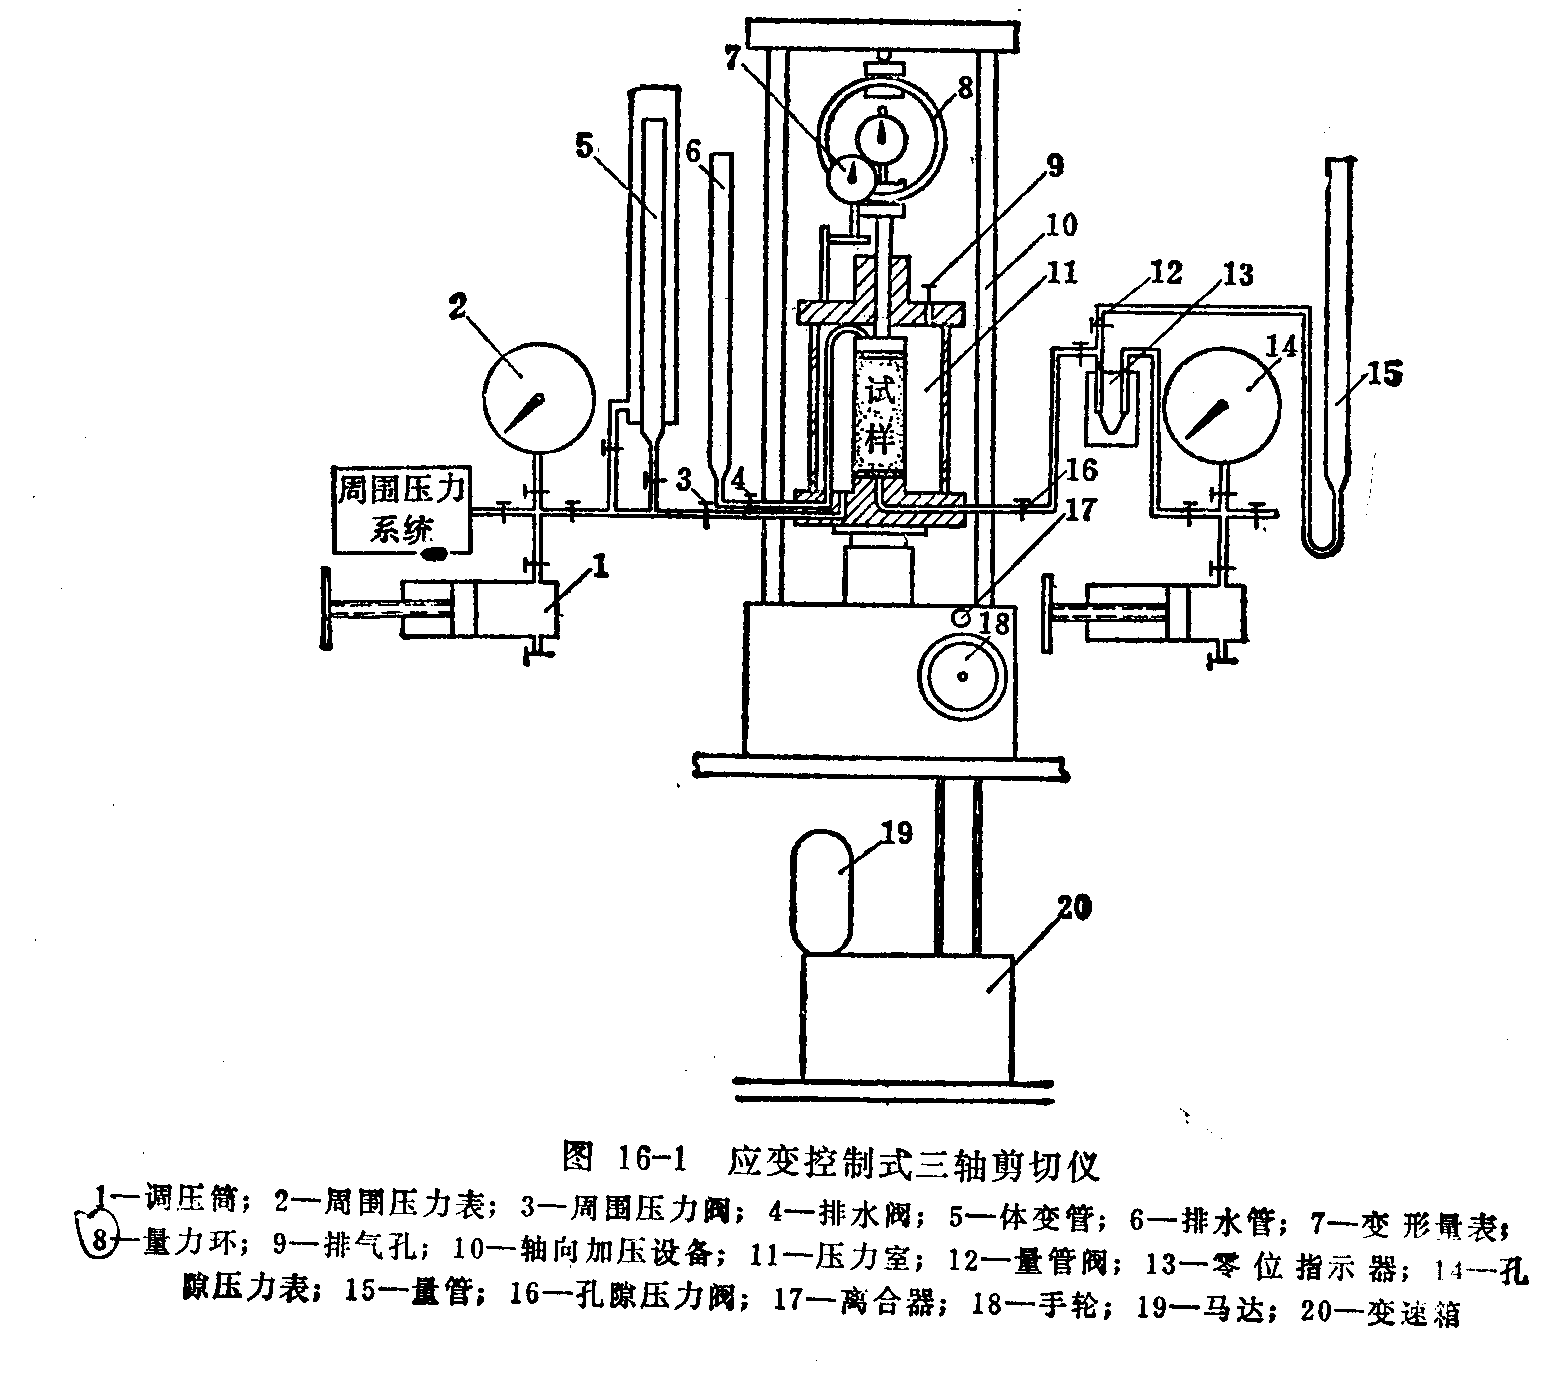 7
8
5
6
9
10
11
12
13
2
14
15
试
样
周围压力
系统
3
4
16
17
1
18
19
20
图 16-1 应变控制式三轴剪切仪
1—调压筒；2—周围压力表；3—周围压力阀；4—排水阀；5—体变管；6—排水管；7—变形量表；
8—量力环；9—排气孔；10—轴向加压设备；11—压力室；12—量管阀；13—零位指示器；14—孔
隙压力表；15—量管；16—孔隙压力阀；17—离合器；18—手轮；19—马达；20—变速箱